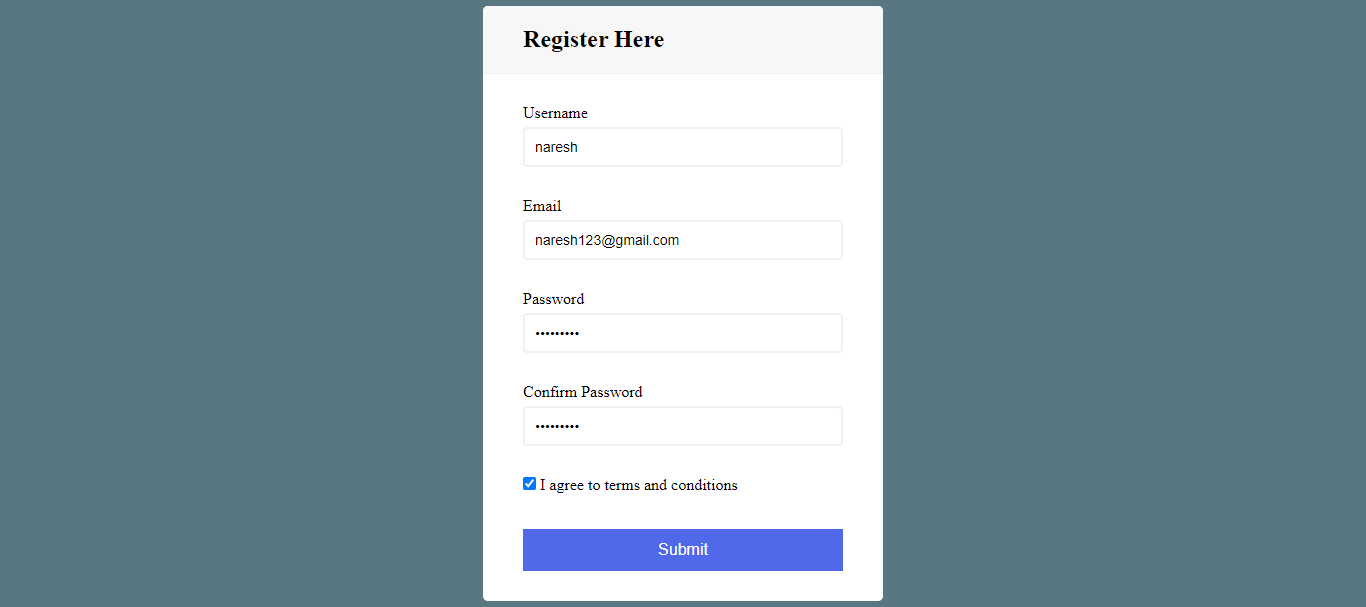 Register Here
Username
naresh
Email
naresh123@gmail.com
Password
•••••••••
Confirm Password
•••••••••
I agree to terms and conditions
Submit